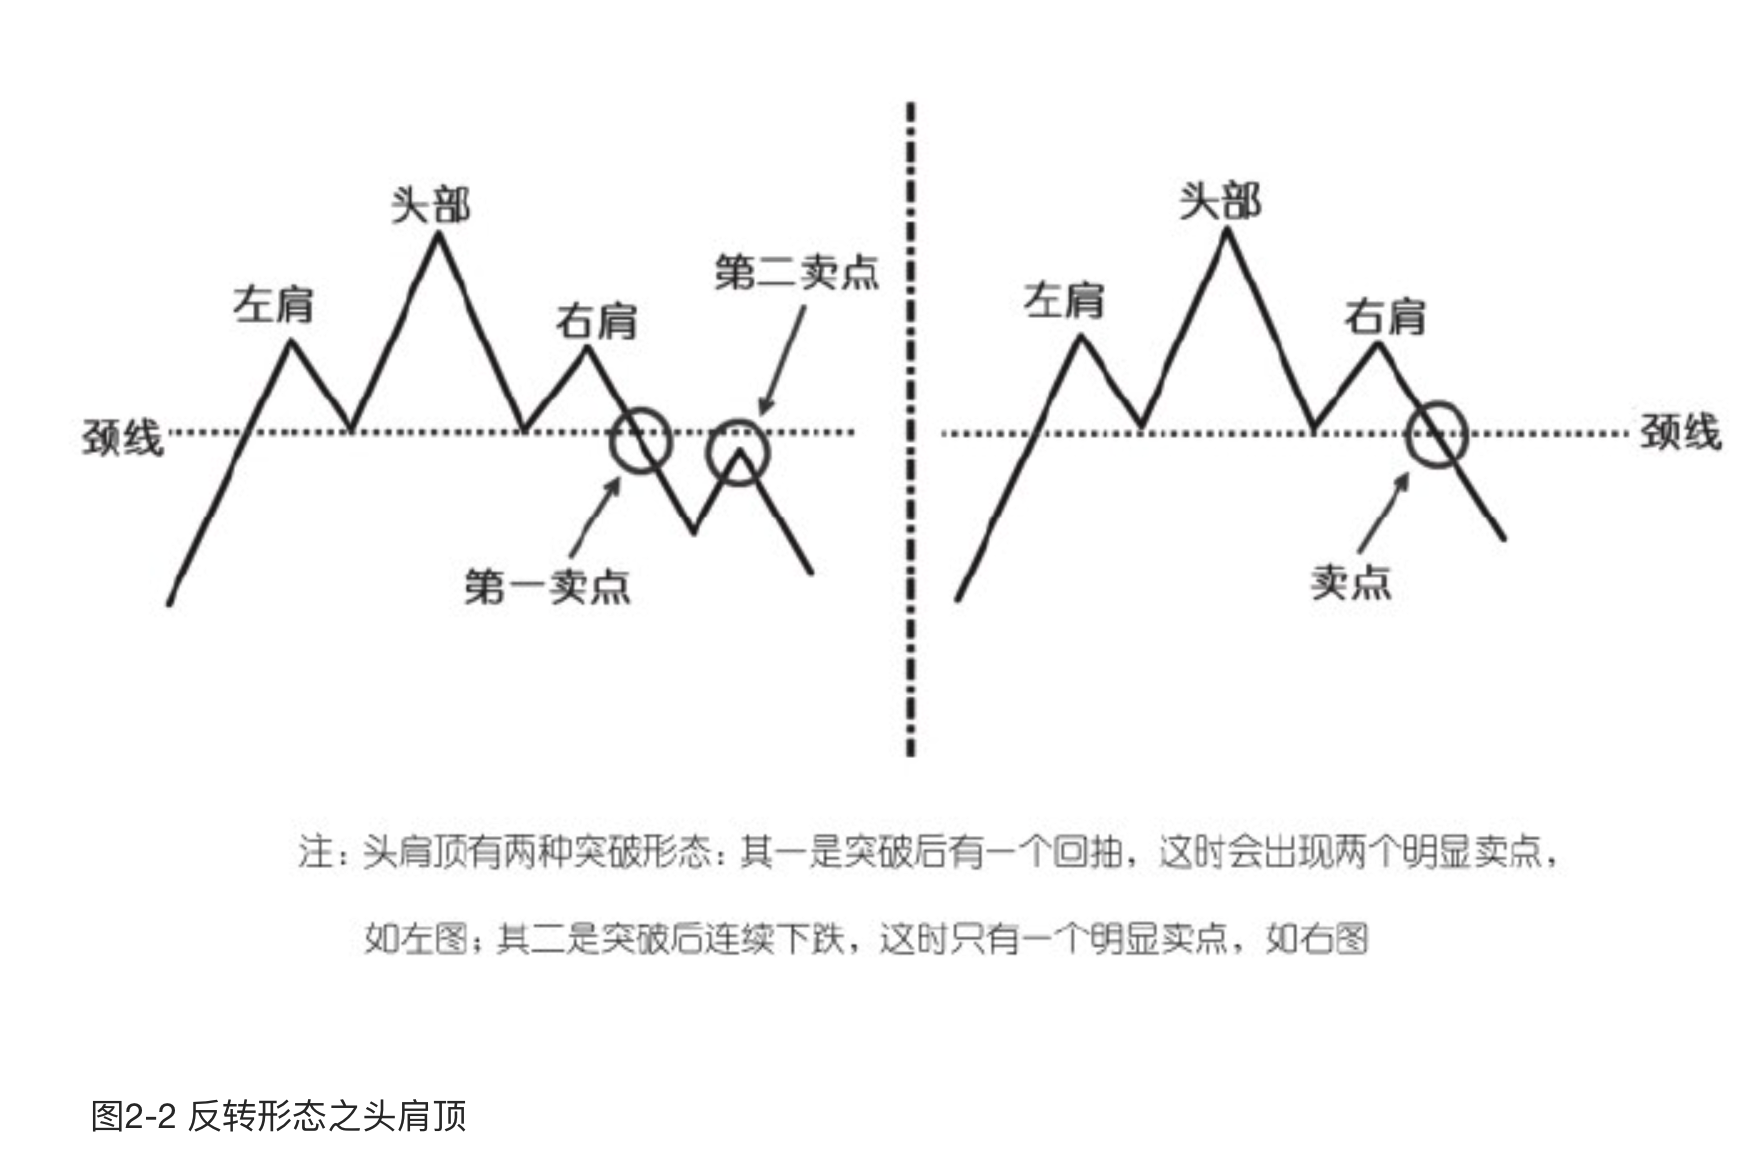 头部
左肩
右肩
第二卖点
颈线
第一卖点
头部
左肩
右肩
颈线
卖点
注：头肩顶有两种突破形态：其一是突破后有一个回抽，这时会出现两个明显卖点，
如左图；其二是突破后连续下跌，这时只有一个明显卖点，如右图
图2-2 反转形态之头肩顶